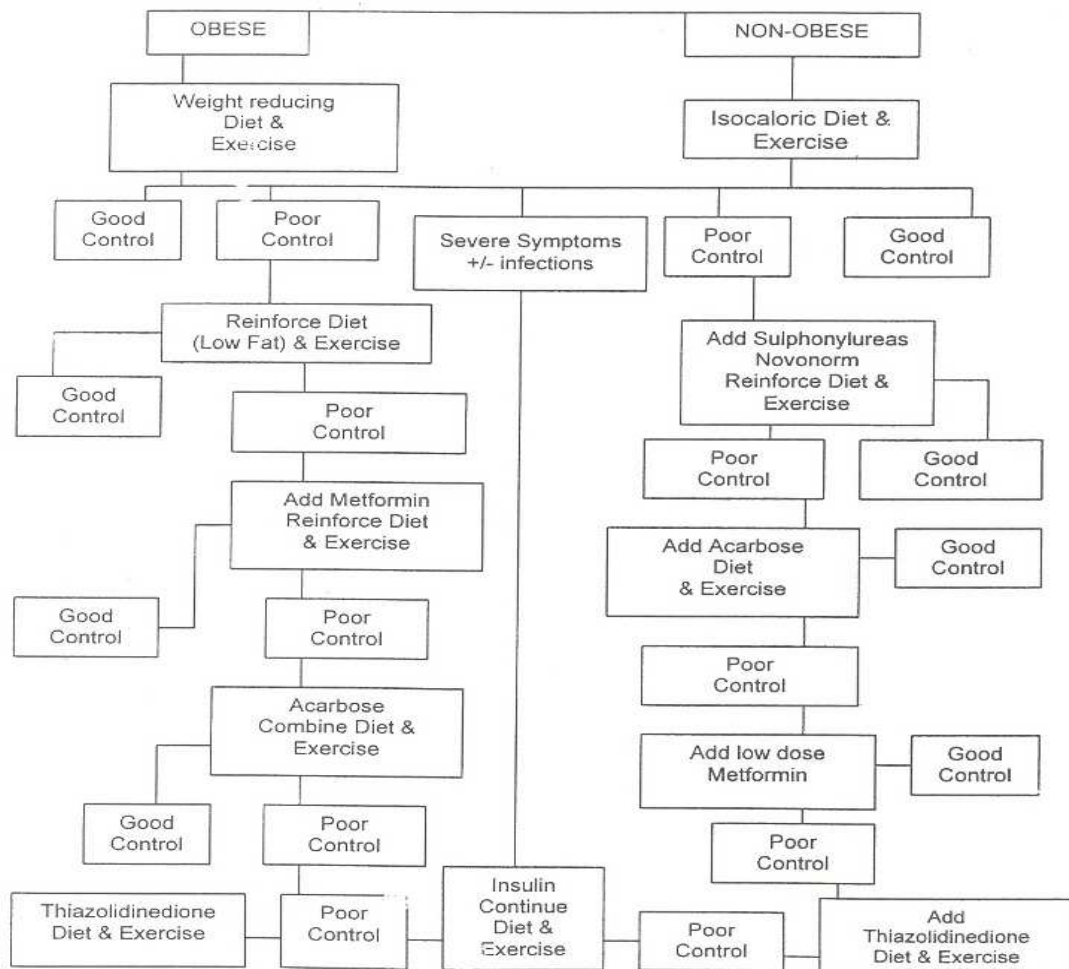 OBESE
NON-OBESE
Weight reducing
Diet &
Exercise
Isocaloric Diet &
Exercise
Good
Control
Poor
Control
Severe Symptoms
+/- infections
Poor
Control
Good
Control
Reinforce Diet
(Low Fat) & Exercise
Add Sulphonylureas
Novonorm
Reinforce Diet &
Exercise
Good
Control
Poor
Control
Poor
Control
Good
Control
Add Metformin
Reinforce Diet
& Exercise
Add Acarbose
Diet
& Exercise
Good
Control
Good
Control
Poor
Control
Poor
Control
Acarbose
Combine Diet &
Exercise
Add low dose
Metformin
Good
Control
Good
Control
Poor
Control
Poor
Control
Thiazolidinedione
Diet & Exercise
Poor
Control
Insulin
Continue
Diet &
Exercise
Poor
Control
Add
Thiazolidinedione
Diet & Exercise